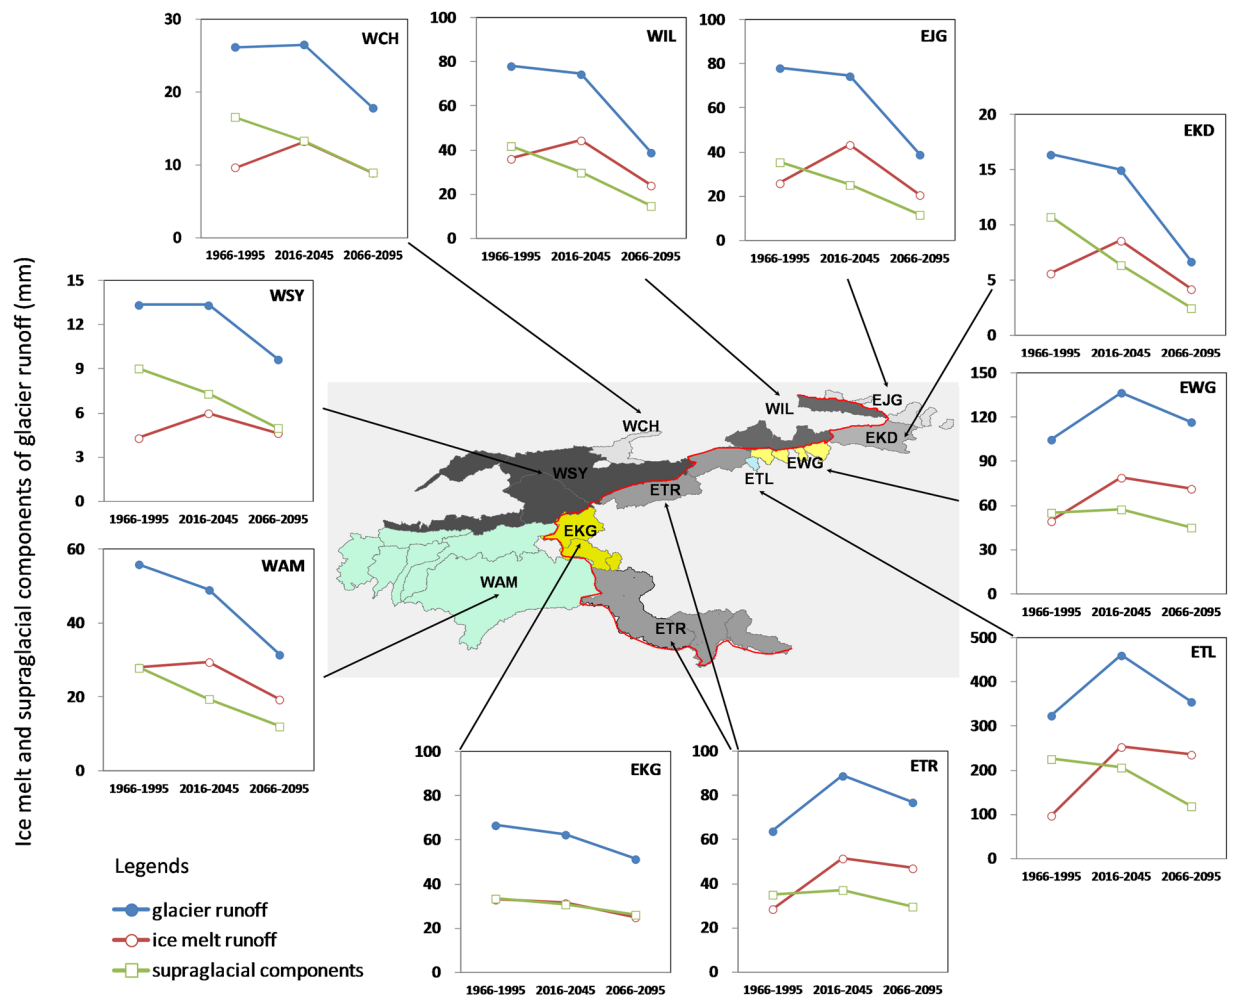 Ice melt and supraglacial components of glacier runoff (mm)
WCH
30
20
10
0
1966-1995 2016-2045 2066-2095
WIL
100
80
60
40
20
0
1966-1995 2016-2045 2066-2095
EJG
100
80
60
40
20
0
1966-1995 2016-2045 2066-2095
EKD
20
15
10
5
0
1966-1995 2016-2045 2066-2095
WSY
15
12
9
6
3
0
1966-1995 2016-2045 2066-2095
EWG
150
120
90
60
30
0
1966-1995 2016-2045 2066-2095
WAM
60
40
20
0
1966-1995 2016-2045 2066-2095
ETL
500
400
300
200
100
0
1966-1995 2016-2045 2066-2095
EJG
WIL
WCH
EKD
EWG
WSY
ETL
ETR
EKG
WAM
ETR
EKG
100
80
60
40
20
0
1966-1995 2016-2045 2066-2095
ETR
100
80
60
40
20
0
1966-1995 2016-2045 2066-2095
Legends
glacier runoff
ice melt runoff
supraglacial components